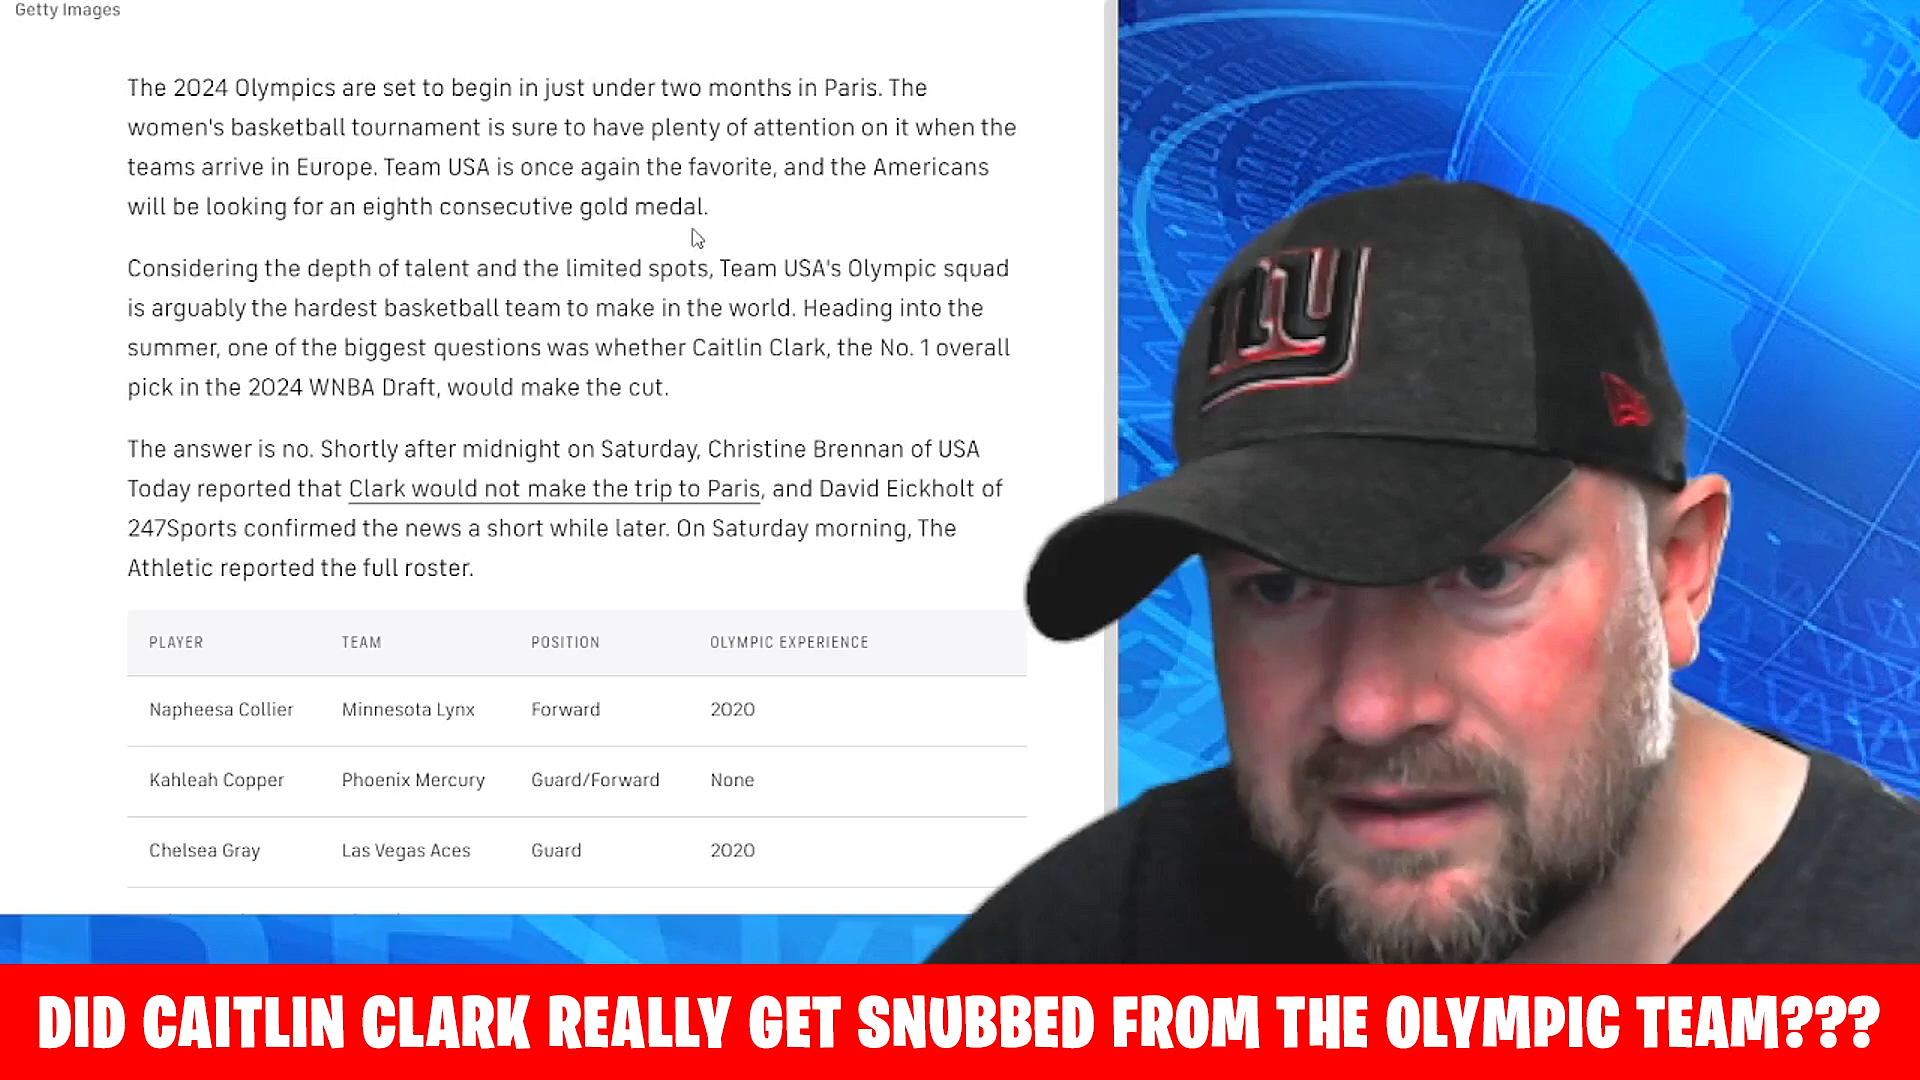 Getty Images
The 2024 Olympics are set to begin in just under two months in Paris. The
women's basketball tournament is sure to have plenty of attention on it when the
teams arrive in Europe. Team USA is once again the favorite, and the Americans
will be looking for an eighth consecutive gold medal.
Considering the depth of talent and the limited spots, Team USA's Olympic squad
is arguably the hardest basketball team to make in the world. Heading into the
summer, one of the biggest questions was whether Caitlin Clark, the No. 1 overall
pick in the 2024 WNBA Draft, would make the cut.
The answer is no. Shortly after midnight on Saturday, Christine Brennan of USA
Today reported that Clark would not make the trip to Paris, and David Eickholt of
247Sports confirmed the news a short while later. On Saturday morning, The
Athletic reported the full roster.
PLAYER TEAM POSITION OLYMPIC EXPERIENCE
Napheesa Collier Minnesota Lynx Forward 2020
Kahleah Copper Phoenix Mercury Guard/Forward None
Chelsea Gray Las Vegas Aces Guard 2020
ny
DID CAITLIN CLARK REALLY GET SNUBBED FROM THE OLYMPIC TEAM???